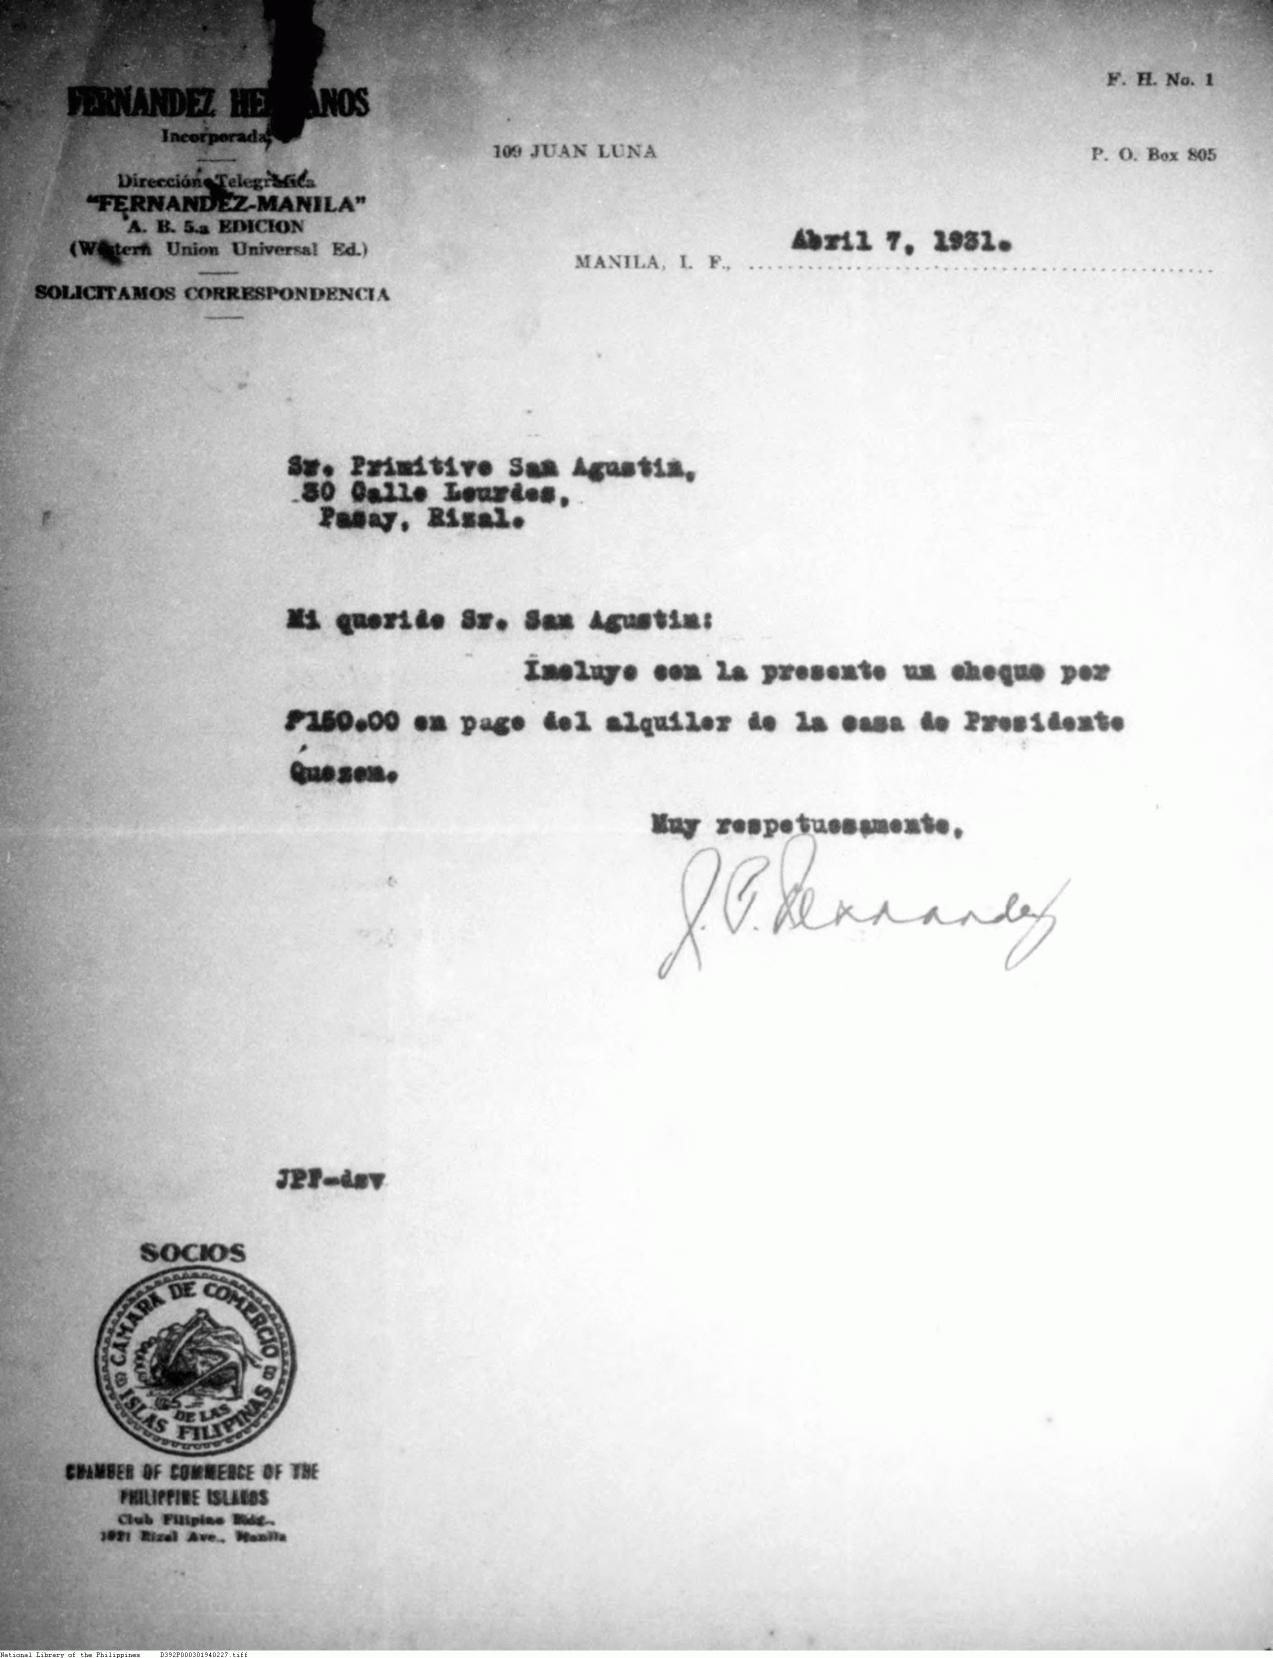 F. H. No. 1
FERNANDEZ HERMANOS
Incorporada
109 JUAN LUNA
P. O. Box 805
Dirección Telegráfica
"FERNANDEZ-MANILA"
A. B. 5.a EDICION
(Western Union Universal Ed.)
SOLICITAMOS CORRESPONDENCIA
Abril 7, 1931.
MANILA, I. F.,
Sr. Primitivo San Agustin,
30 Calle Lourdes,
Pasay, Rizal.
Mi querido Sr. San Agustin:
Incluyo con la presente un cheque por
₱150.00 en pago del alquiler de la casa de Presidente
Quezon.
Muy respetuosamente,
J. P. Fernandez
JPF-dsv
SOCIOS
CAMARA DE COMERCIO
DE LAS
ISLAS FILIPINAS
CHAMBER OF COMMERCE OF THE
PHILIPPINE ISLANDS
Club Filipino Bldg.,
1021 Rizal Ave., Manila
National Library of the Philippines D392P000301940227.tiff